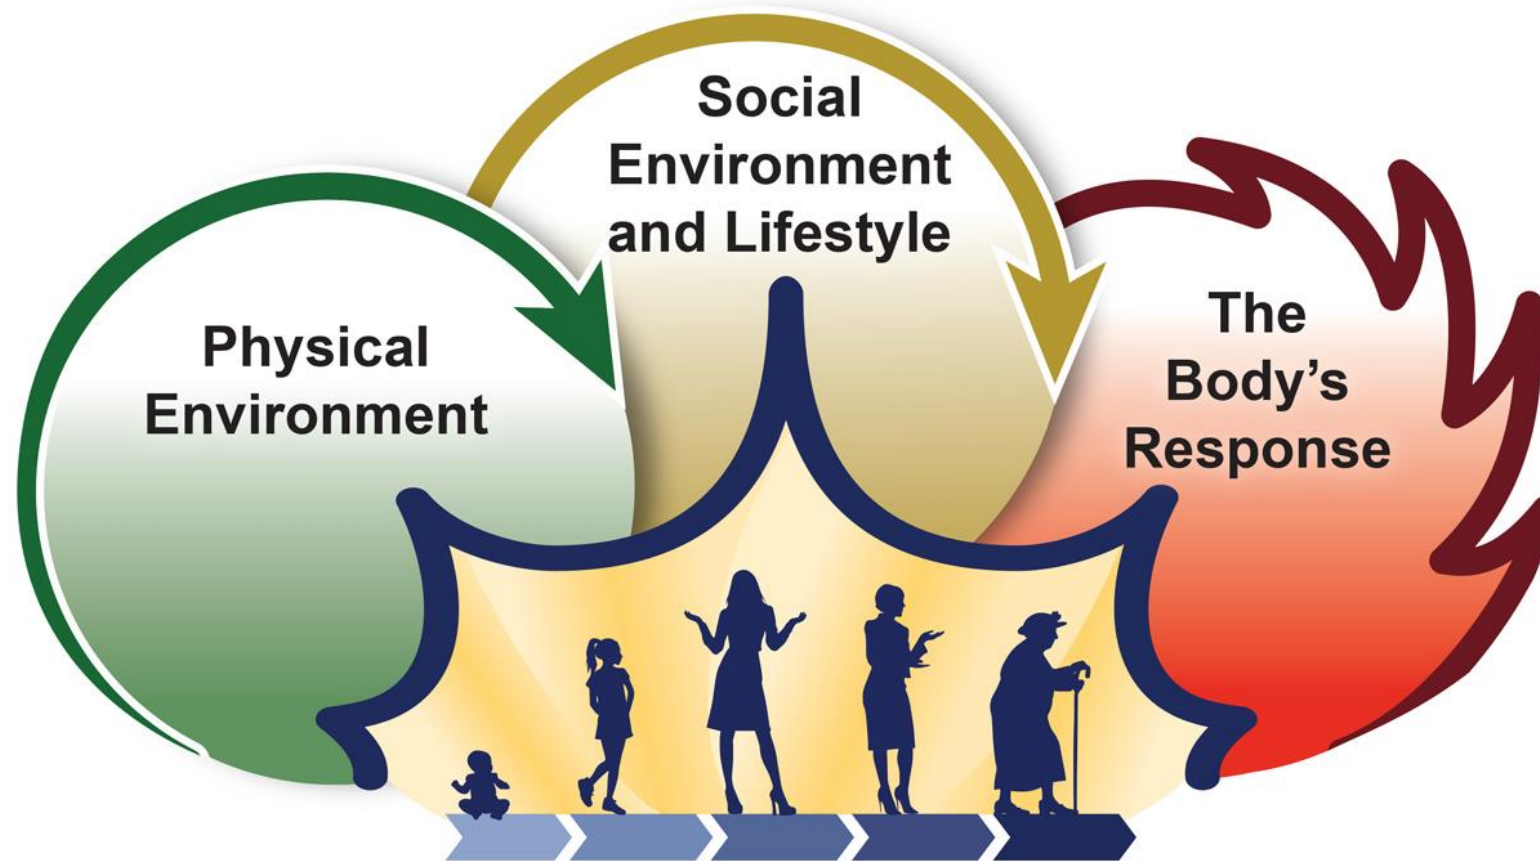 Physical
Environment
Social
Environment
and Lifestyle
The
Body’s
Response